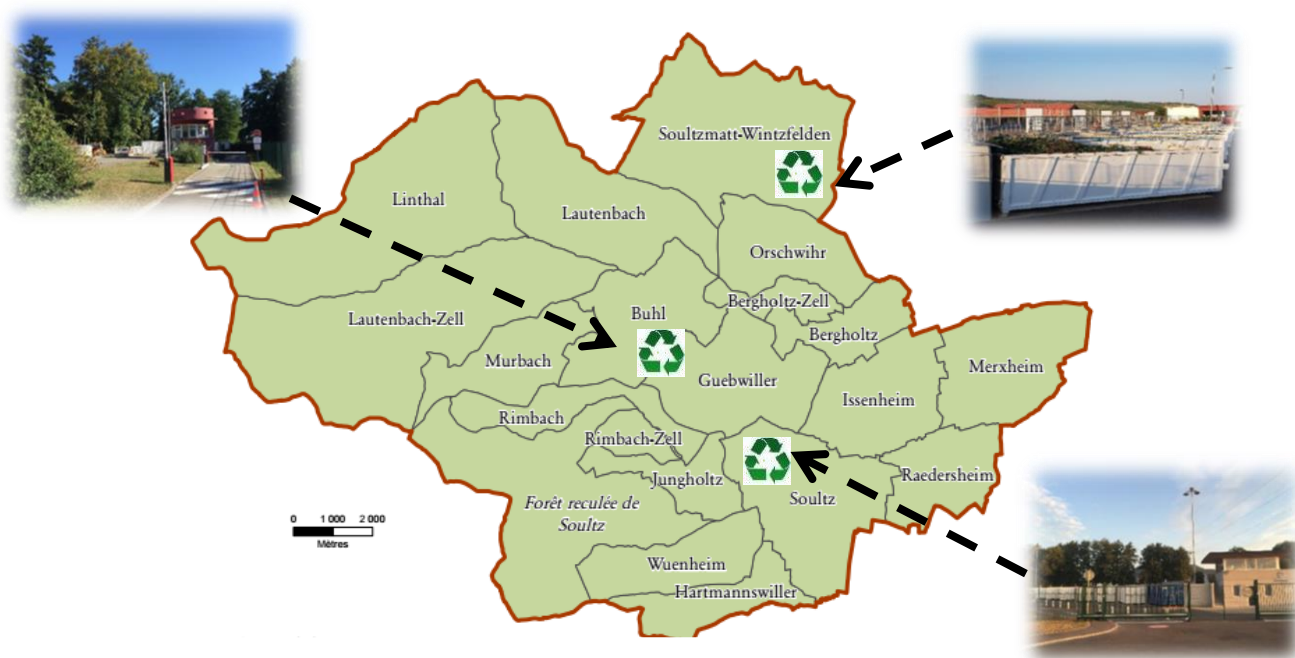 Soultzmatt-Wintzfelden
Linthal
Lautenbach
Orschwihr
Bergholtz-Zell
Buhl
Lautenbach-Zell
Bergholtz
Murbach
Merxheim
Guebwiller
Issenheim
Rimbach
Rimbach-Zell
Raedersheim
Jungholtz
Soultz
Forêt reculée de
Soultz
0 1 000 2 000
Mètres
Wuenheim
Hartmannswiller